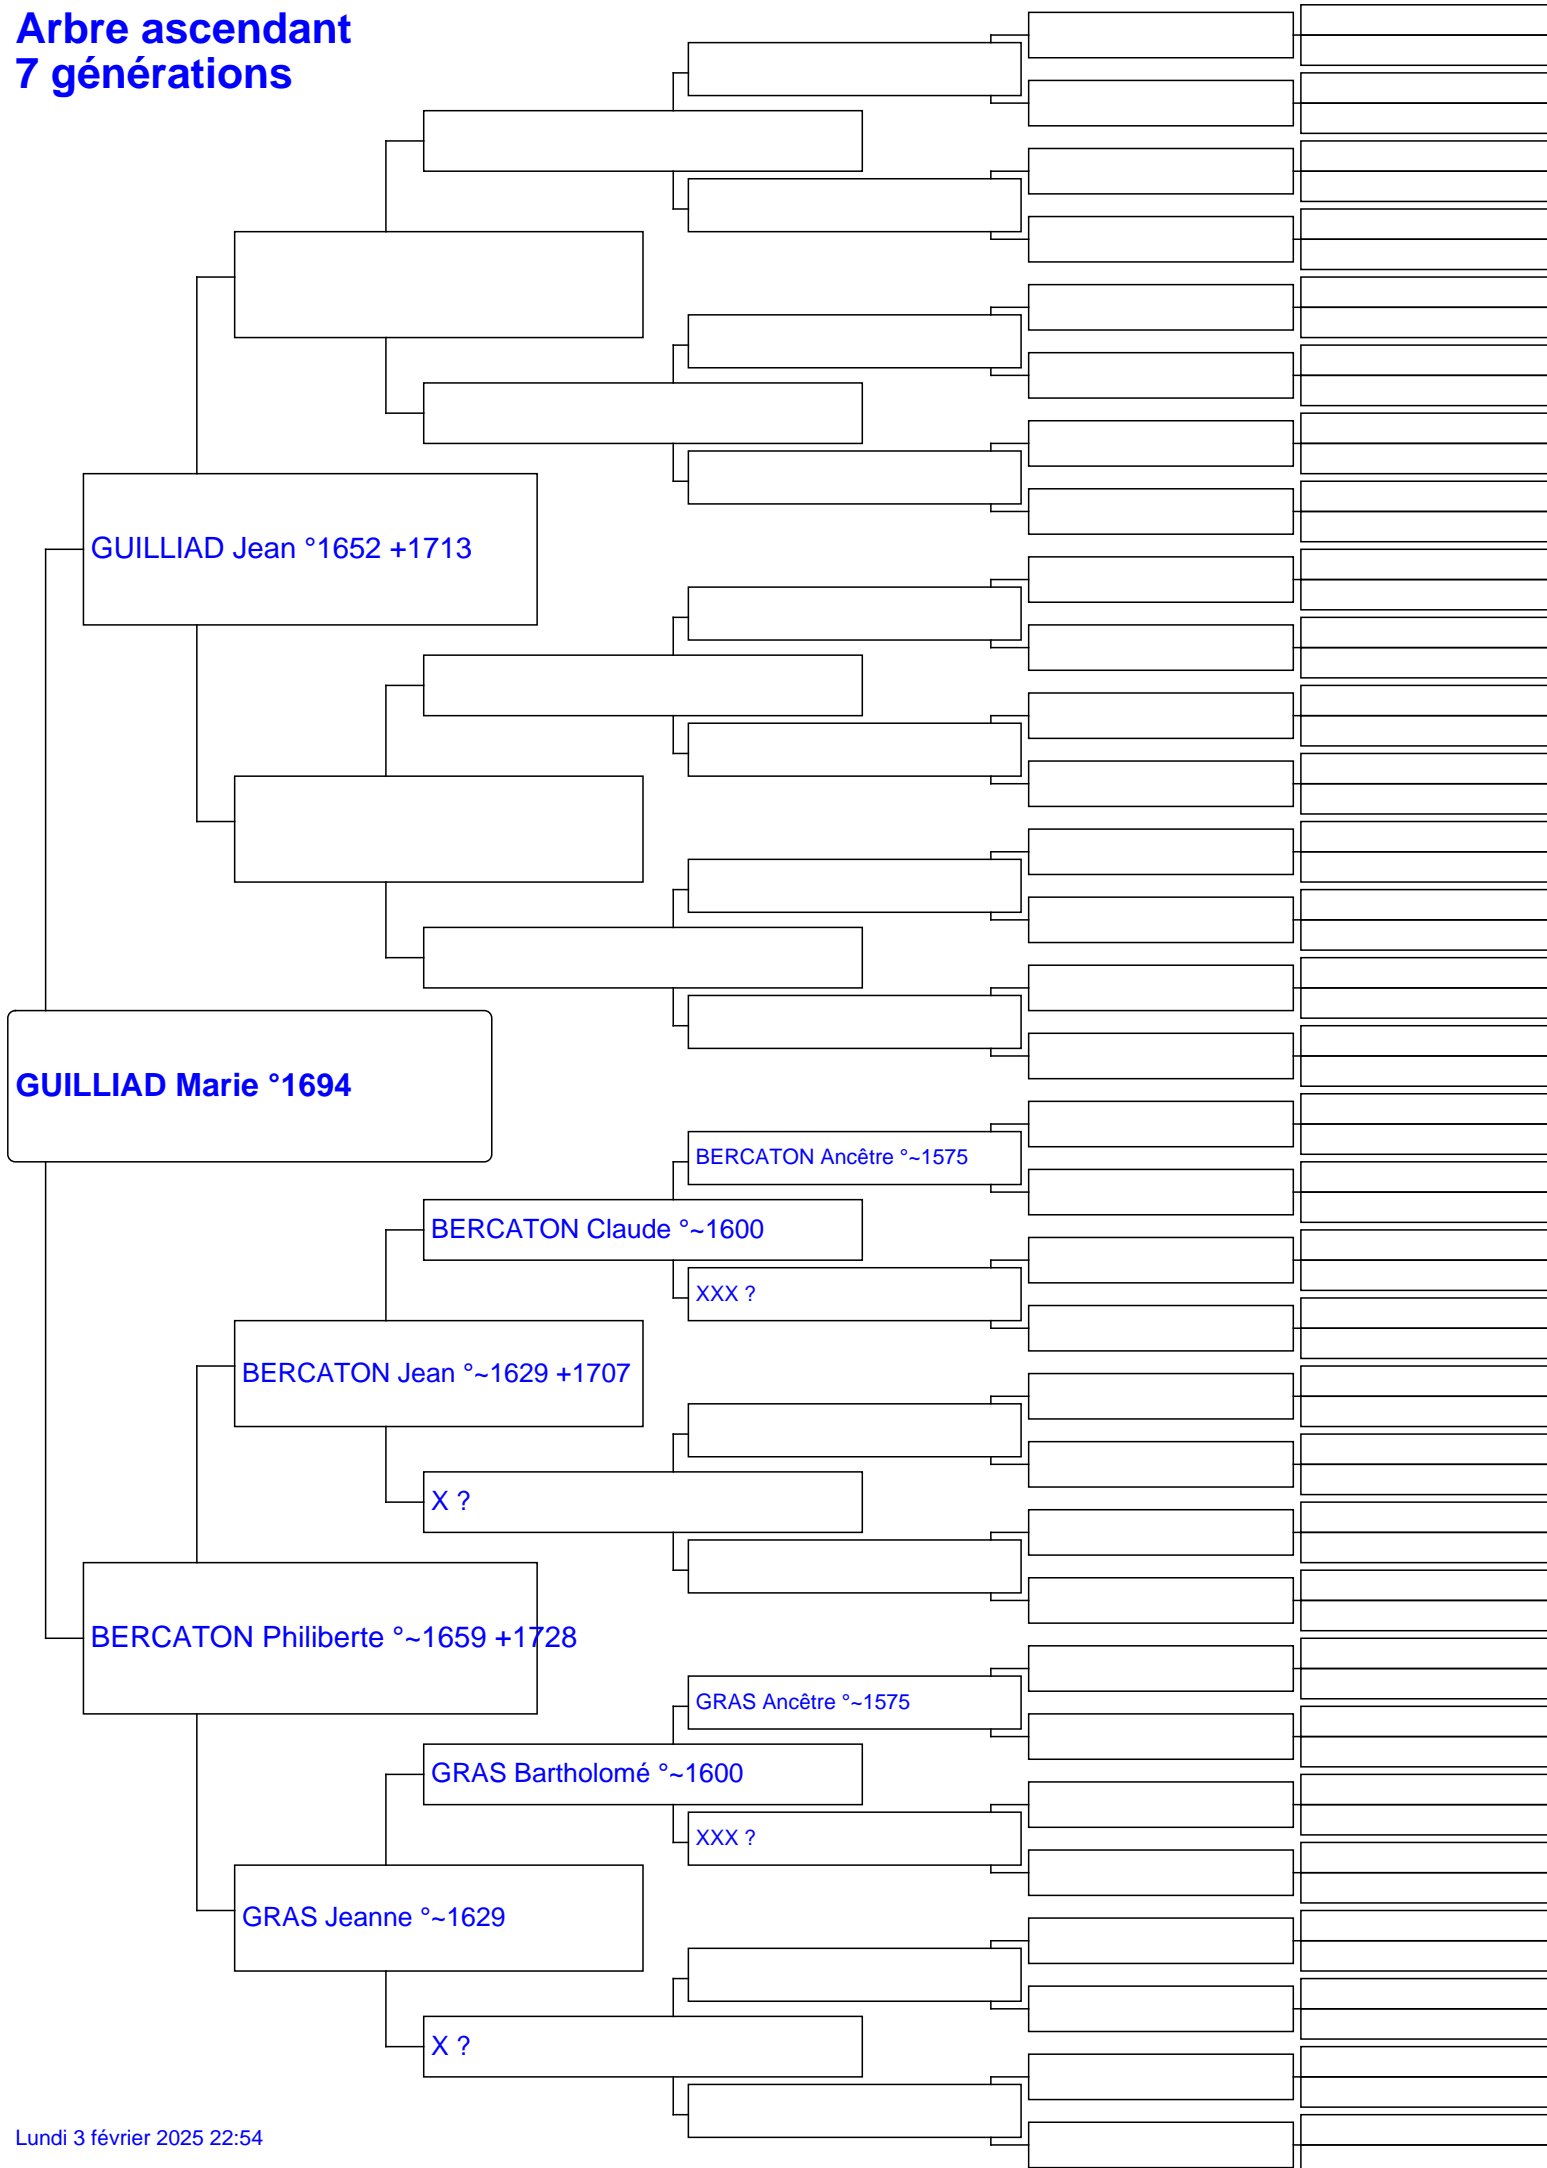 Arbre ascendant
7 générations
GUILLIAD Jean °1652 +1713
GUILLIAD Marie °1694
BERCATON Ancêtre °~1575
BERCATON Claude °~1600
XXX ?
BERCATON Jean °~1629 +1707
X ?
BERCATON Philiberte °~1659 +1728
GRAS Ancêtre °~1575
GRAS Bartholomé °~1600
XXX ?
GRAS Jeanne °~1629
X ?
Lundi 3 février 2025 22:54